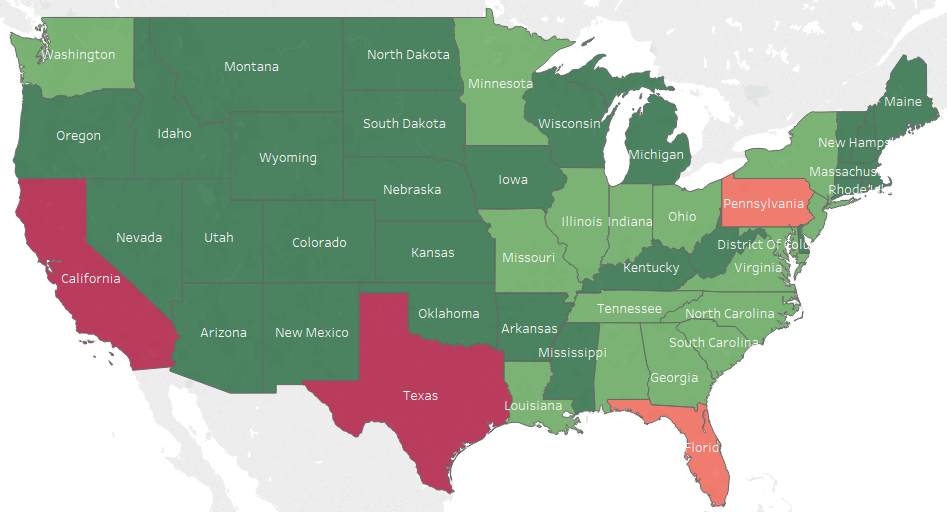 Washington
Montana
North Dakota
Minnesota
Maine
Oregon
Idaho
South Dakota
Wisconsin
Michigan
New Hamps
Wyoming
Massachus
Iowa
Nebraska
Rhode I
Pennsylvania
Illinois
Indiana
Ohio
Nevada
Utah
Colorado
Kansas
Missouri
Kentucky
District Of Colu
Virginia
California
Oklahoma
Tennessee
North Carolina
Arizona
New Mexico
Arkansas
South Carolina
Mississippi
Georgia
Texas
Louisiana
Florid